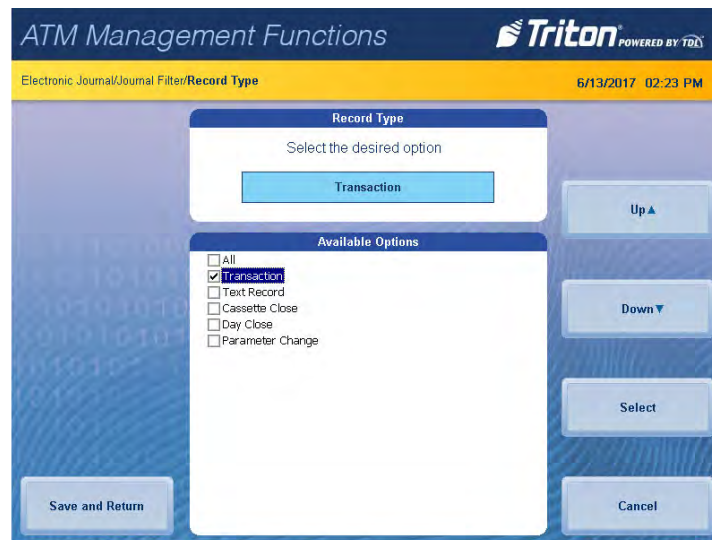 ATM Management Functions
Triton POWERED BY TDL
Electronic Journal/Journal Filter/Record Type
6/13/2017 02:23 PM
Record Type
Select the desired option
Transaction
Available Options
All
Transaction
Text Record
Cassette Close
Day Close
Parameter Change
Up
Down
Select
Save and Return
Cancel